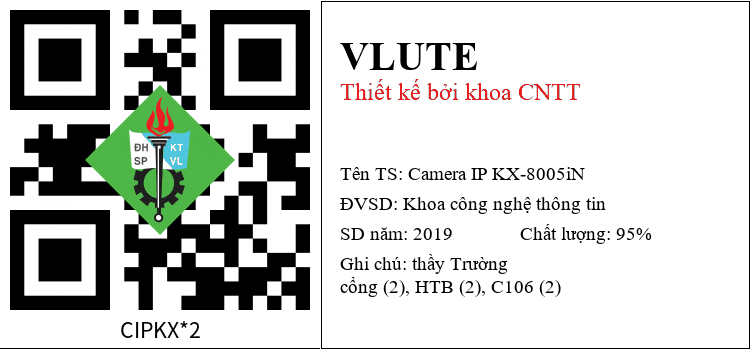 ĐH KT
SP VL
CIPKX*2
VLUTE
Thiết kế bởi khoa CNTT
Tên TS: Camera IP KX-8005iN
ĐVSD: Khoa công nghệ thông tin
SD năm: 2019 Chất lượng: 95%
Ghi chú: thầy Trường
cổng (2), HTB (2), C106 (2)